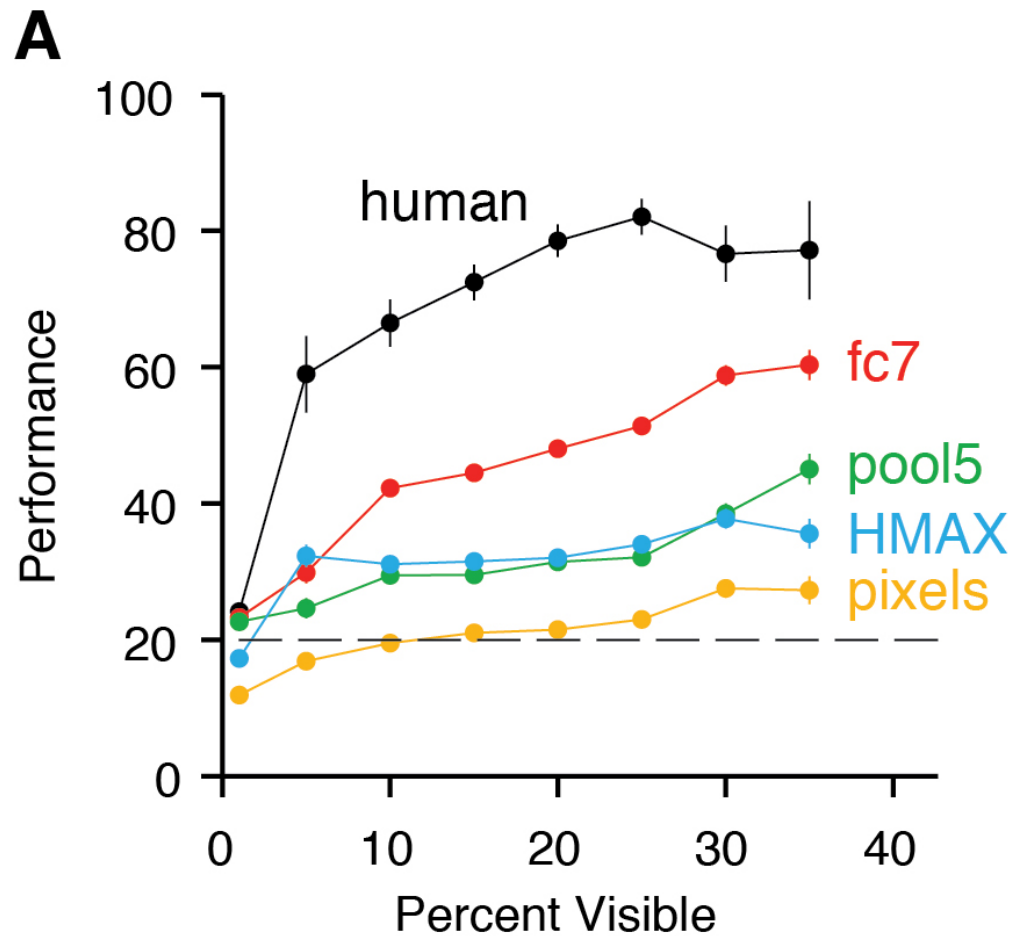 A
100
80
60
40
20
0
Performance
human
fc7
pool5
HMAX
pixels
0 10 20 30 40
Percent Visible